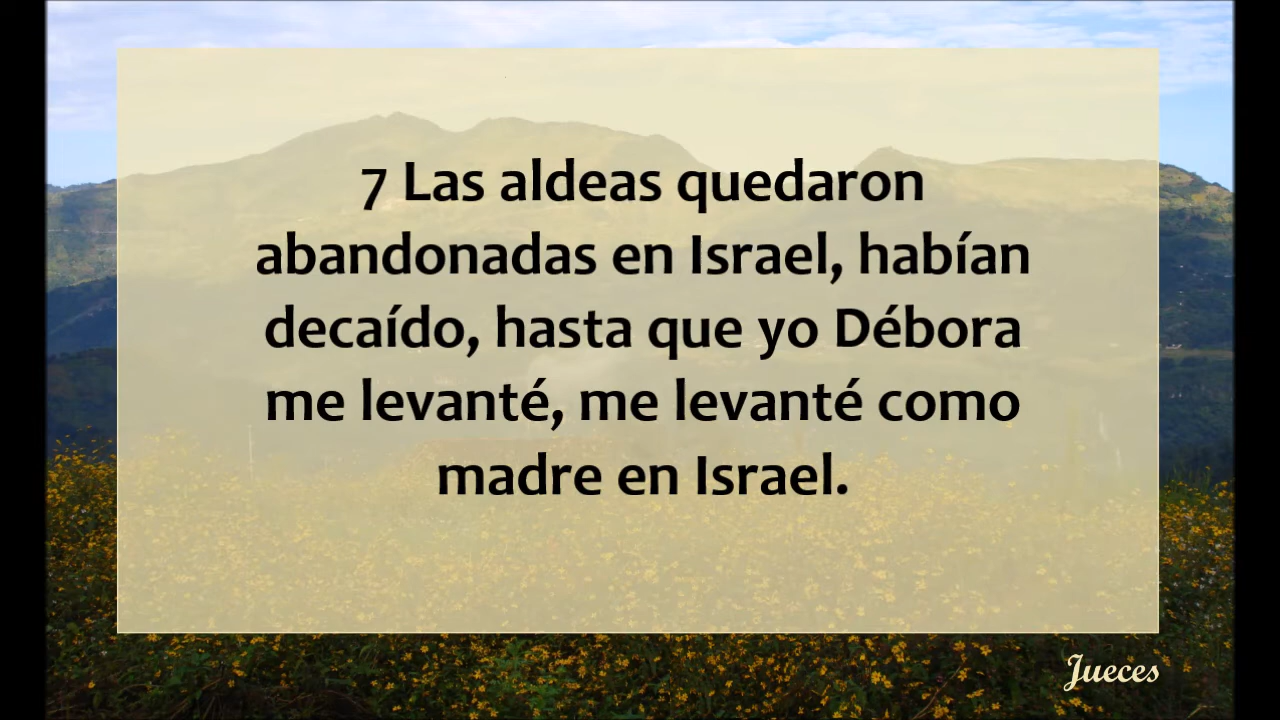 7 Las aldeas quedaron
abandonadas en Israel, habían
decaído, hasta que yo Débora
me levanté, me levanté como
madre en Israel.
Jueces